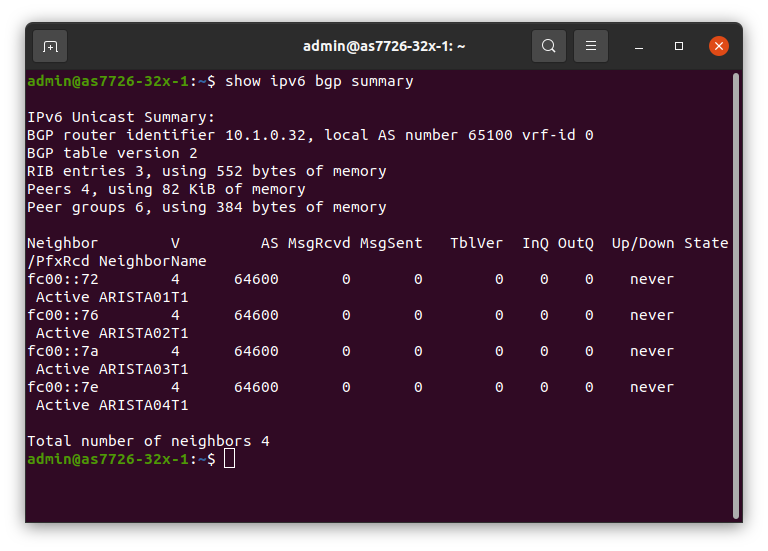 admin@as7726-32x-1: ~
admin@as7726-32x-1:~$ show ipv6 bgp summary

IPv6 Unicast Summary:
BGP router identifier 10.1.0.32, local AS number 65100 vrf-id 0
BGP table version 2
RIB entries 3, using 552 bytes of memory
Peers 4, using 82 KiB of memory
Peer groups 6, using 384 bytes of memory

Neighbor        V         AS MsgRcvd MsgSent   TblVer  InQ OutQ  Up/Down State
/PfxRcd NeighborName
fc00::72        4      64600       0       0        0    0    0    never
 Active ARISTA01T1
fc00::76        4      64600       0       0        0    0    0    never
 Active ARISTA02T1
fc00::7a        4      64600       0       0        0    0    0    never
 Active ARISTA03T1
fc00::7e        4      64600       0       0        0    0    0    never
 Active ARISTA04T1

Total number of neighbors 4
admin@as7726-32x-1:~$